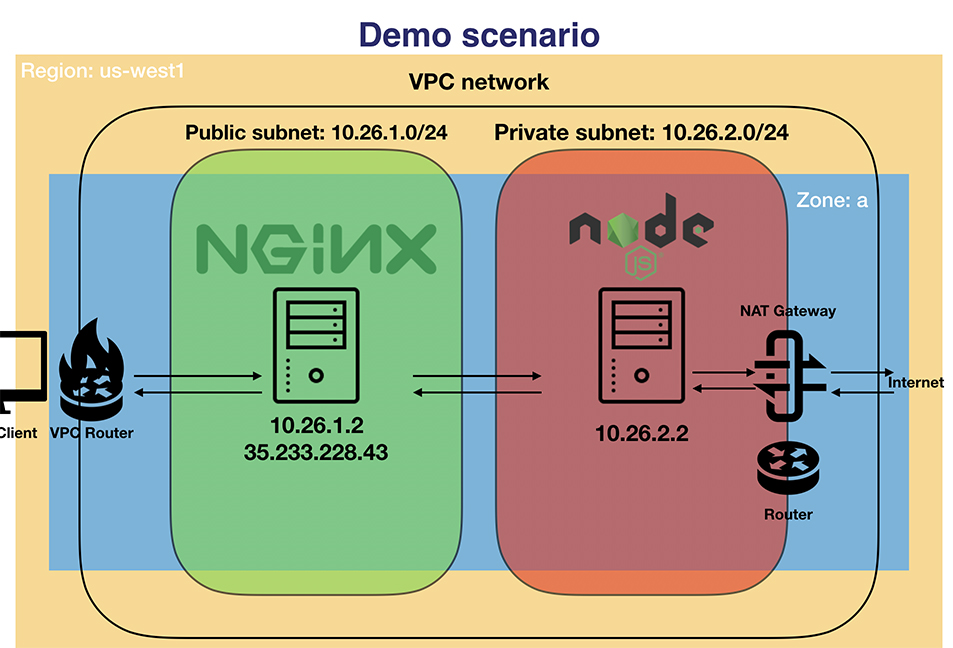 Demo scenario
Region: us-west1
VPC network
Public subnet: 10.26.1.0/24
Private subnet: 10.26.2.0/24
Zone: a
NGiNX
node
JS
NAT Gateway
Internet
Client
VPC Router
10.26.1.2
35.233.228.43
10.26.2.2
Router